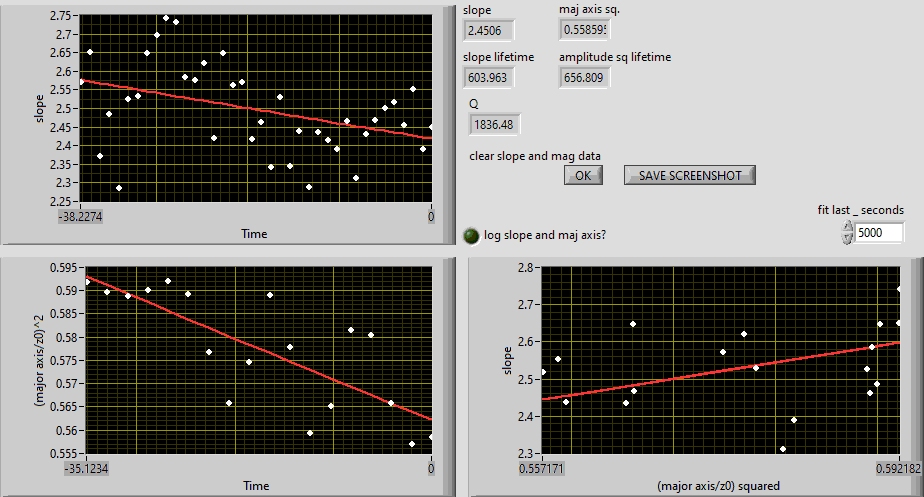 slope
maj axis sq.
2.4506
0.55859
slope lifetime
amplitude sq lifetime
603.963
656.809
Q
1836.48
clear slope and mag data
OK
SAVE SCREENSHOT
fit last _ seconds
5000
log slope and maj axis?
2.75
2.7
2.65
2.6
2.55
2.5
2.45
2.4
2.35
2.3
2.25
slope
-38.2274
0
Time
0.595
0.59
0.585
0.58
0.575
0.57
0.565
0.56
0.555
(major axis/z0)^2
-35.1234
0
Time
2.8
2.7
2.6
2.5
2.4
2.3
slope
0.557171
0.592182
(major axis/z0) squared